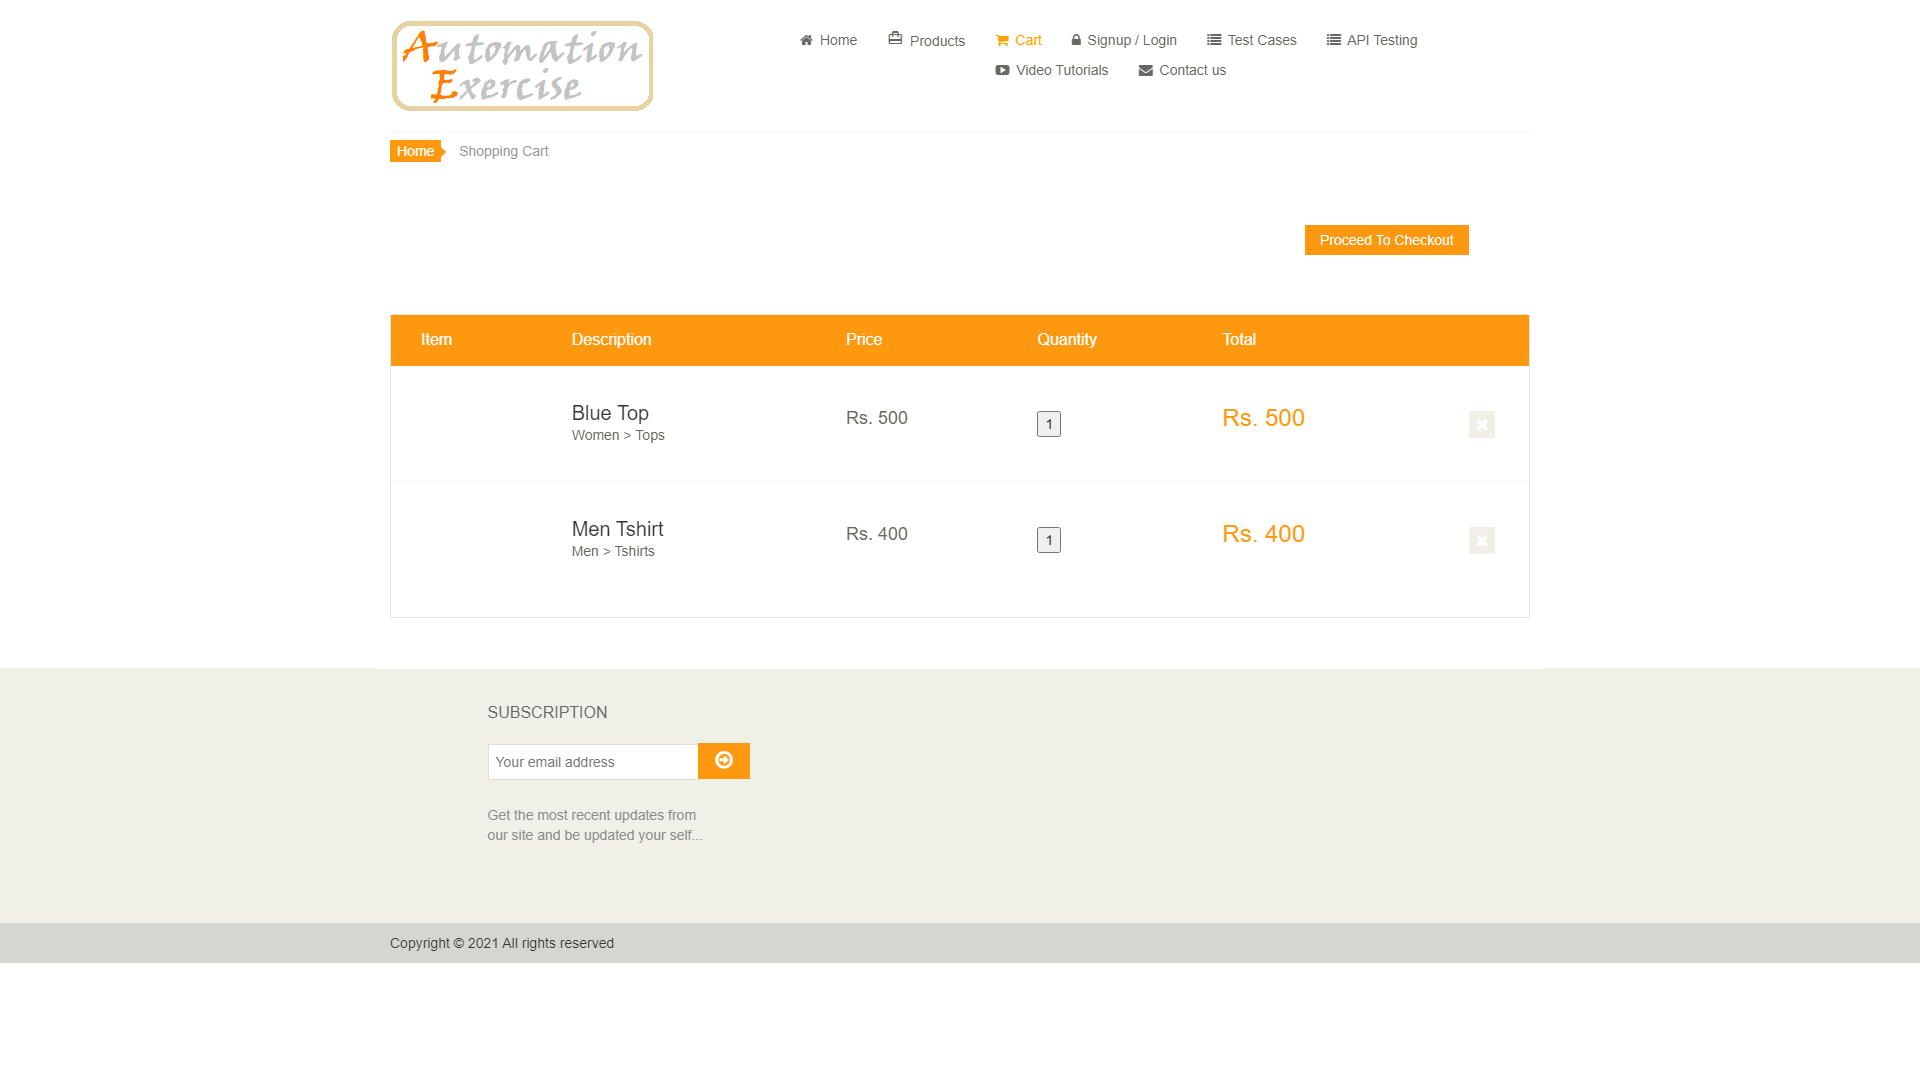 Automation
Exercise
Home
Products
Cart
Signup / Login
Test Cases
API Testing
Video Tutorials
Contact us
Home
Shopping Cart
Proceed To Checkout
Item Description Price Quantity Total
Blue Top
Women > Tops
Rs. 500
1
Rs. 500
Men Tshirt
Men > Tshirts
Rs. 400
1
Rs. 400
SUBSCRIPTION
Your email address
Get the most recent updates from
our site and be updated your self...
Copyright © 2021 All rights reserved